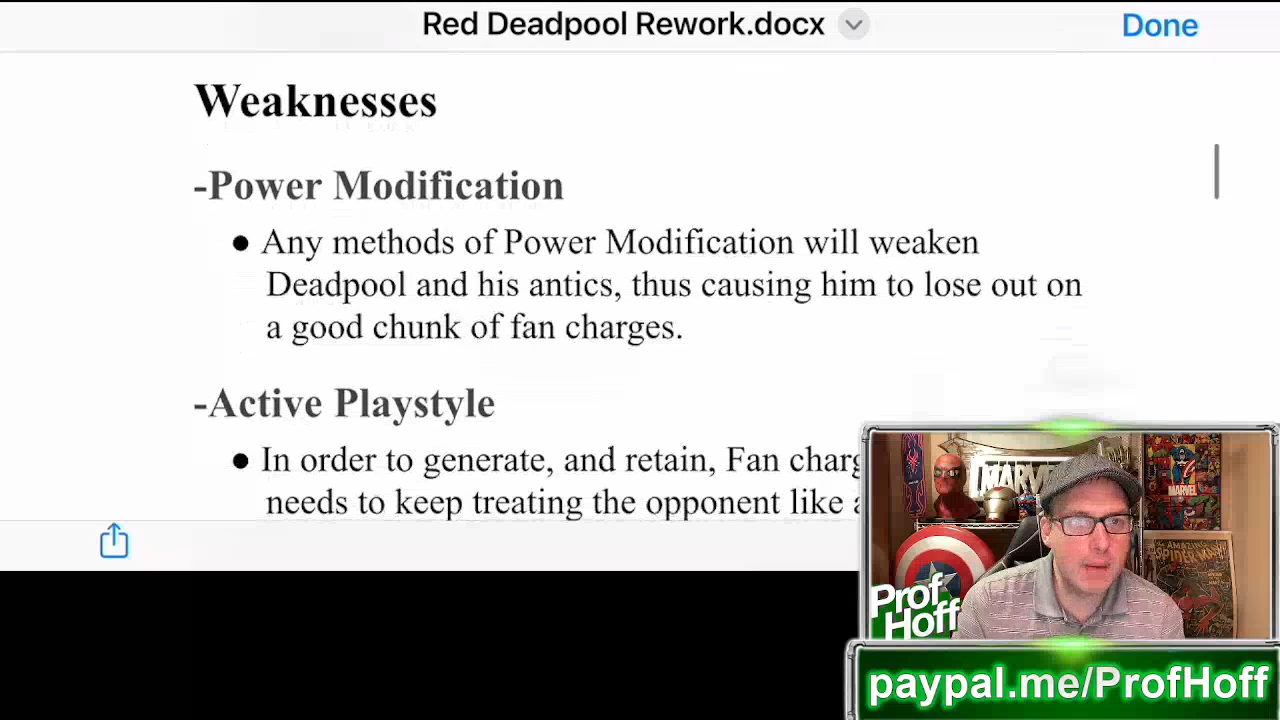 Red Deadpool Rework.docx
Done
Weaknesses
-Power Modification
● Any methods of Power Modification will weaken
Deadpool and his antics, thus causing him to lose out on
a good chunk of fan charges.
-Active Playstyle
● In order to generate, and retain, Fan
needs to keep treating the opponent like
MARVEL
MARVEL
AMAZING
Prof
Hoff
paypal.me/ProfHoff